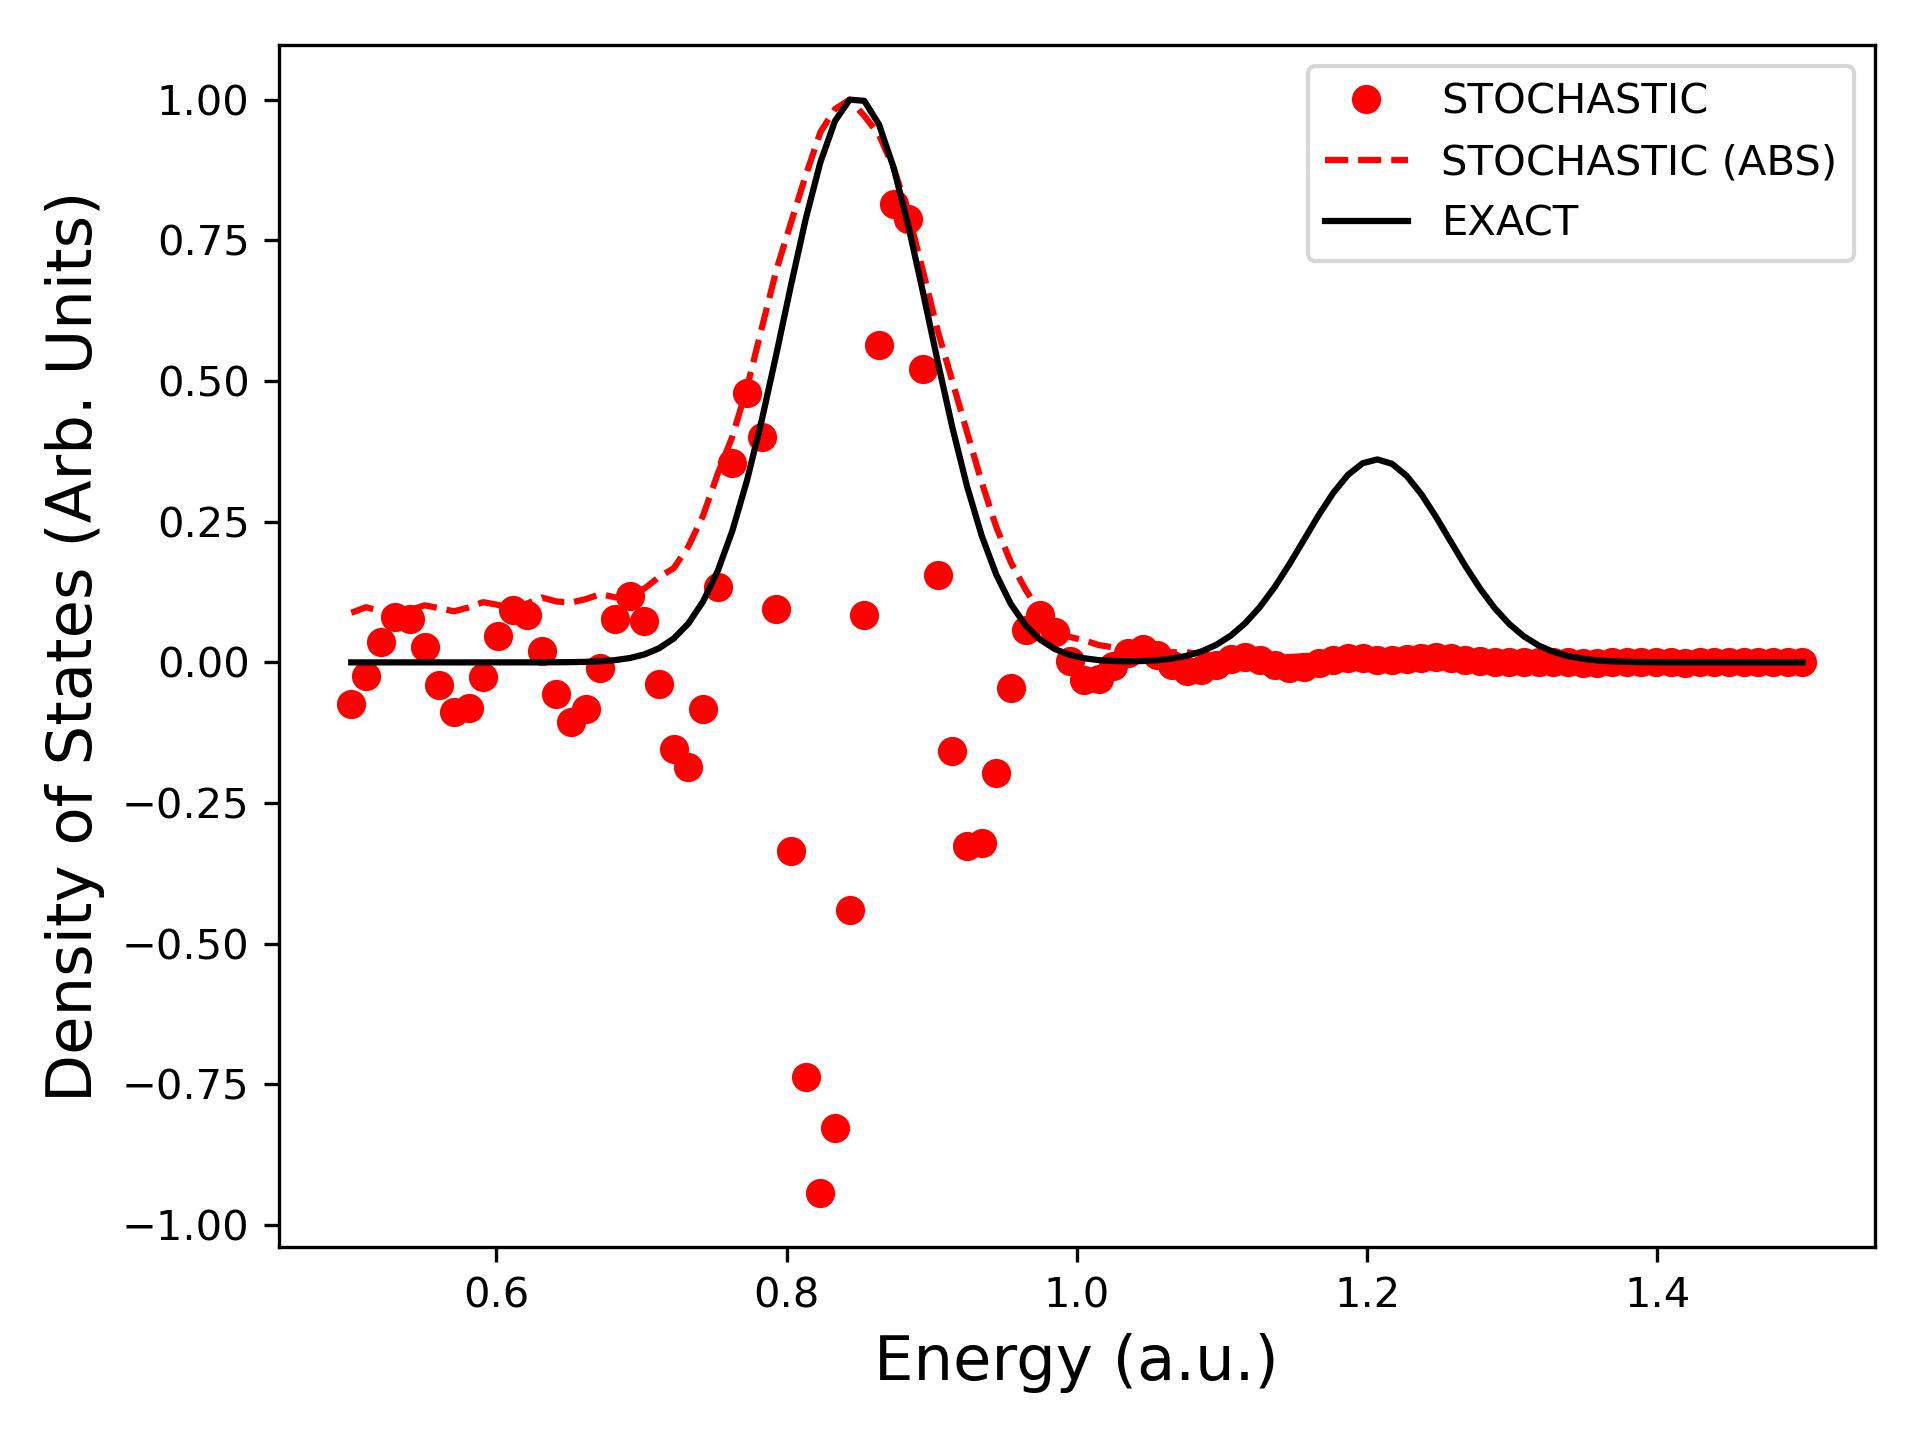 1.00
0.75
0.50
0.25
0.00
−0.25
−0.50
−0.75
−1.00
Density of States (Arb. Units)
STOCHASTIC
STOCHASTIC (ABS)
EXACT
0.6 0.8 1.0 1.2 1.4
Energy (a.u.)